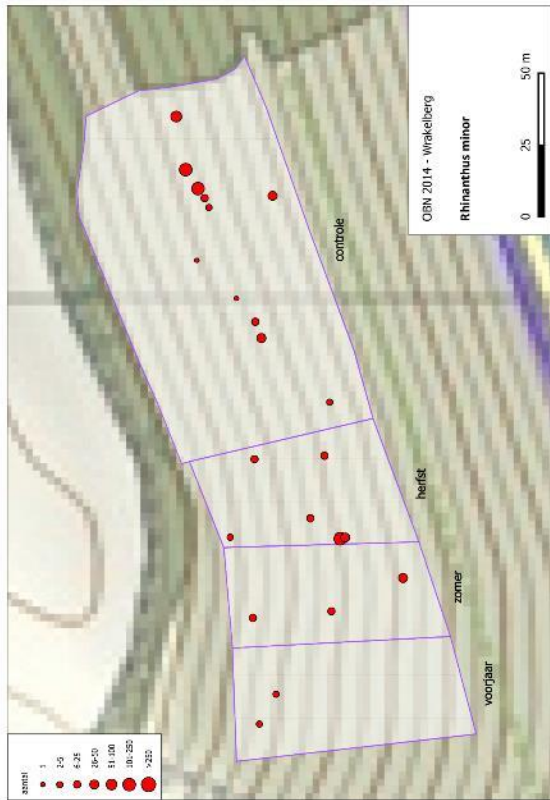 aantal
1
2-5
6-25
26-50
51-100
101-250
>250
voorjaar
zomer
herfst
controle
OBN 2014 - Wrakelberg
Rhinanthus minor
0 25 50 m